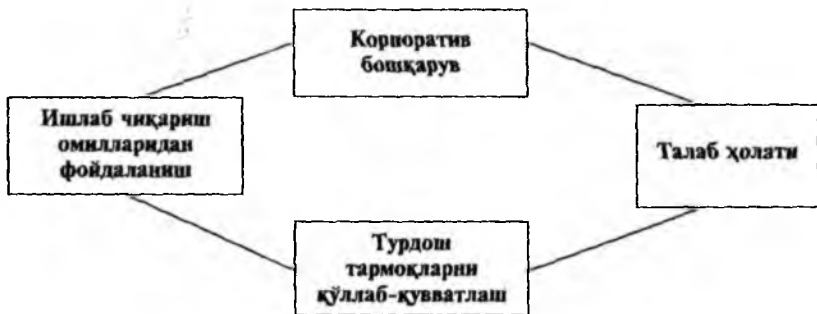 Корпоратив
бошқарув
Ишлаб чиқариш
омилларидан
фойдаланиш
Талаб ҳолати
Турдош
тармоқларни
қўллаб-қувватлаш